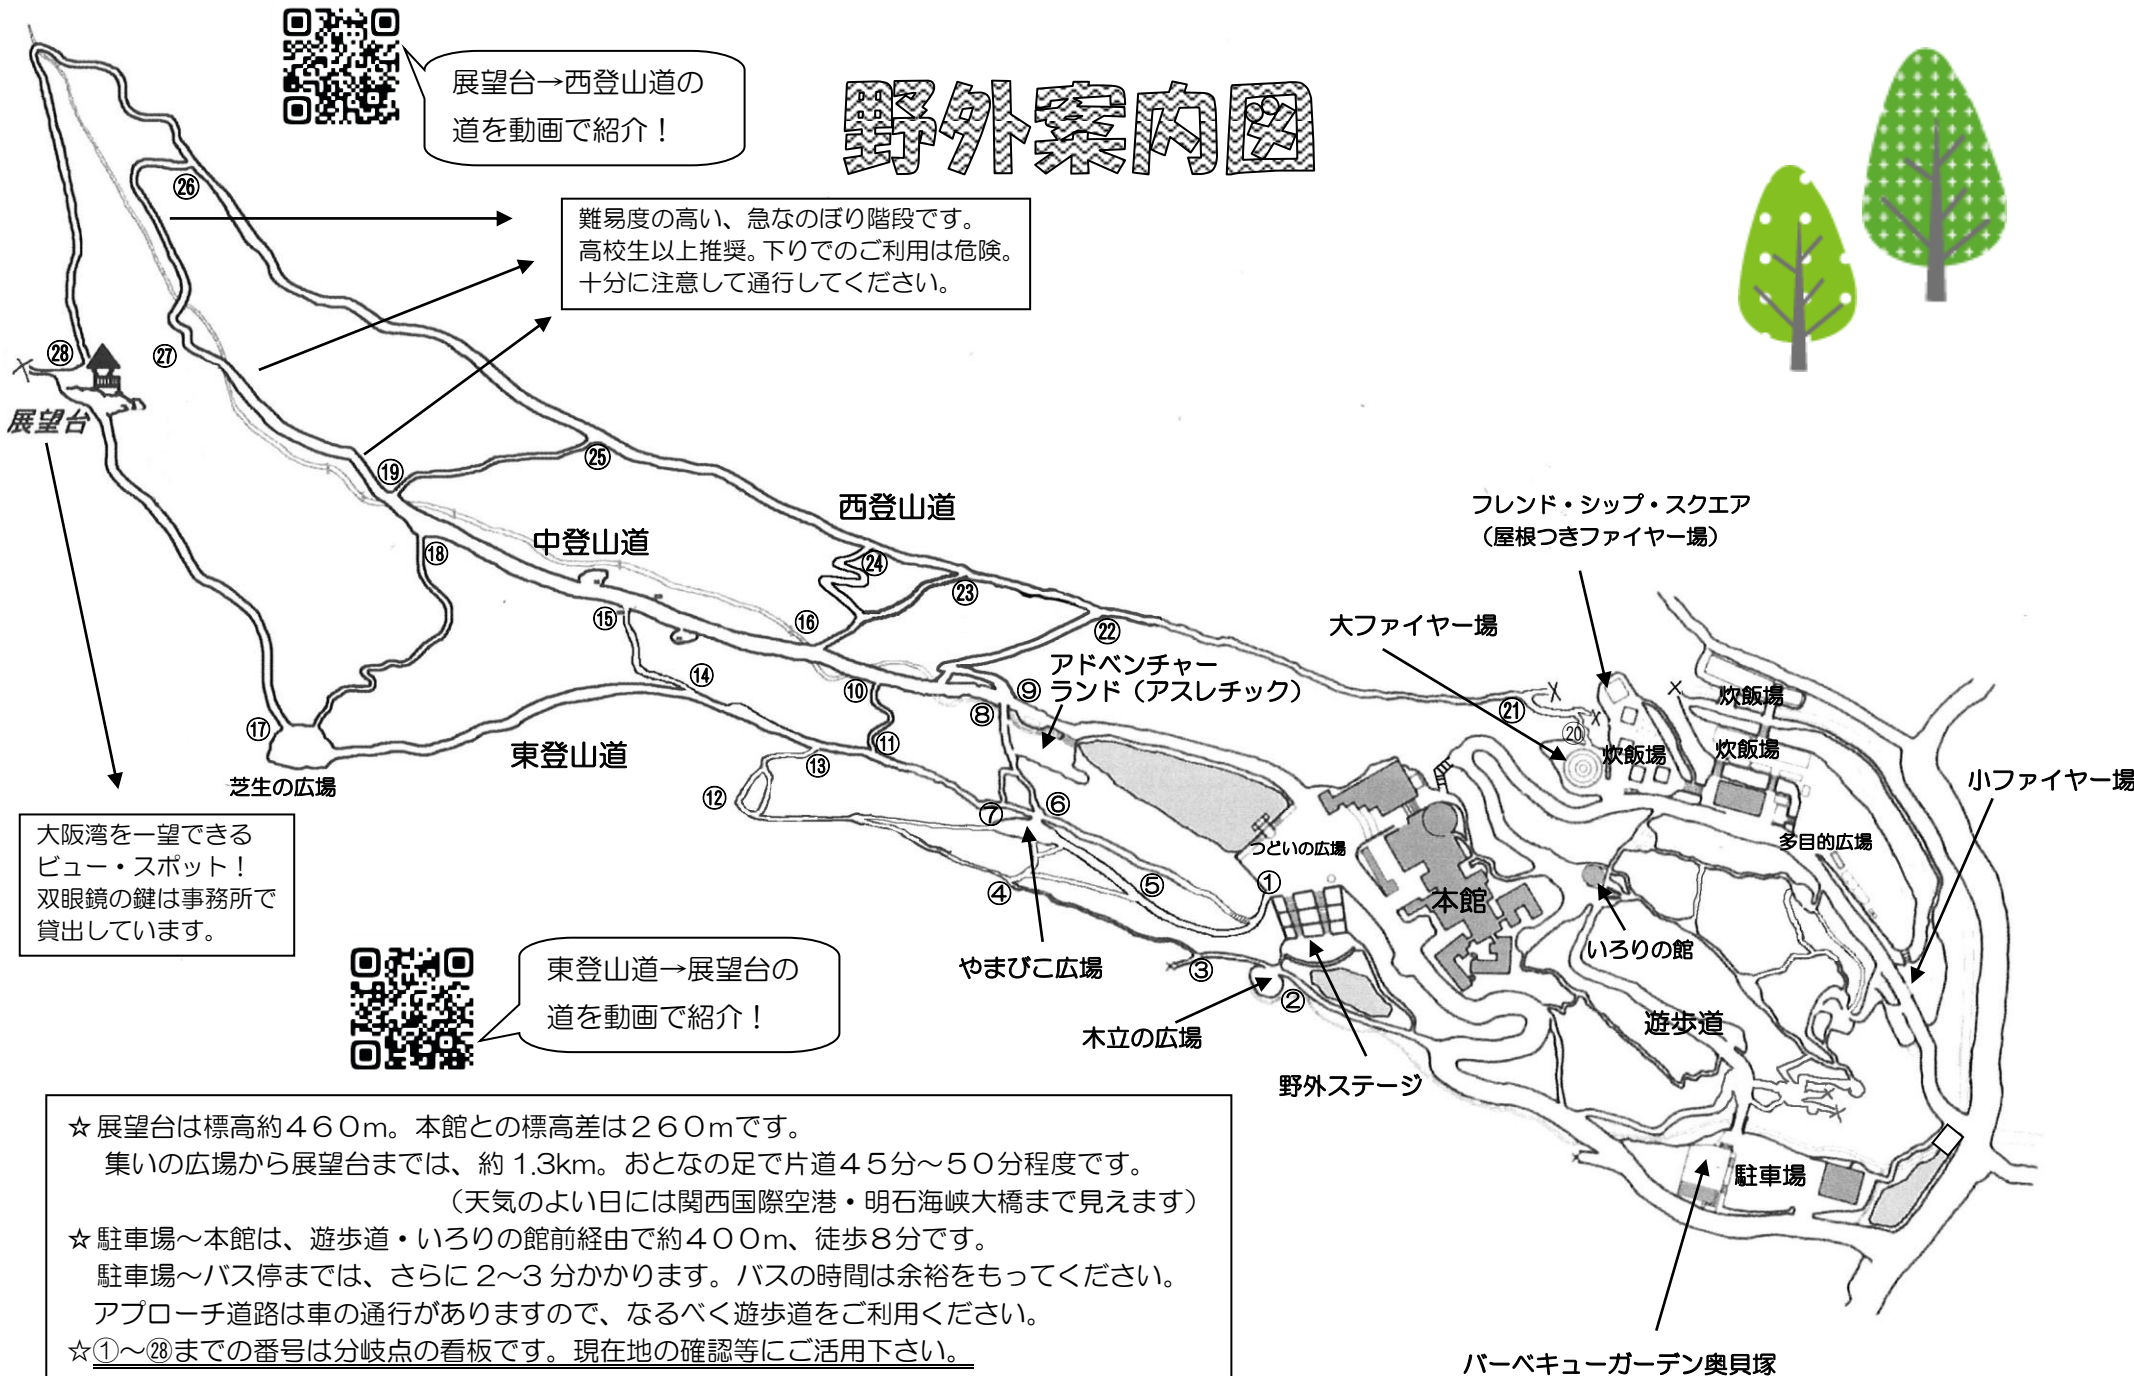 野外案内図
展望台→西登山道の
道を動画で紹介！
難易度の高い、急なのぼり階段です。
高校生以上推奨。下りでのご利用は危険。
十分に注意して通行してください。
㉖
㉘
㉗
展望台
⑲
㉕
西登山道
中登山道
⑱
㉔
㉓
⑮
⑯
㉒
フレンド・シップ・スクエア
（屋根つきファイヤー場）
大ファイヤー場
アドベンチャー
ランド（アスレチック）
⑭
⑩
⑨
⑧
㉑
⑳
炊飯場
炊飯場
炊飯場
小ファイヤー場
⑰
芝生の広場
東登山道
⑪
⑬
⑫
⑦
⑥
つどいの広場
多目的広場
大阪湾を一望できる
ビュー・スポット！
双眼鏡の鍵は事務所で
貸出しています。
④
⑤
①
本館
いろりの館
やまびこ広場
③
②
木立の広場
野外ステージ
遊歩道
東登山道→展望台の
道を動画で紹介！
駐車場
バーベキューガーデン奥貝塚
☆展望台は標高約４６０ｍ。本館との標高差は２６０ｍです。
集いの広場から展望台までは、約 1.3km。おとなの足で片道４５分～５０分程度です。
（天気のよい日には関西国際空港・明石海峡大橋まで見えます）
☆駐車場～本館は、遊歩道・いろりの館前経由で約４００ｍ、徒歩８分です。
駐車場～バス停までは、さらに 2～3 分かかります。バスの時間は余裕をもってください。
アプローチ道路は車の通行がありますので、なるべく遊歩道をご利用ください。
☆①～㉘までの番号は分岐点の看板です。現在地の確認等にご活用下さい。